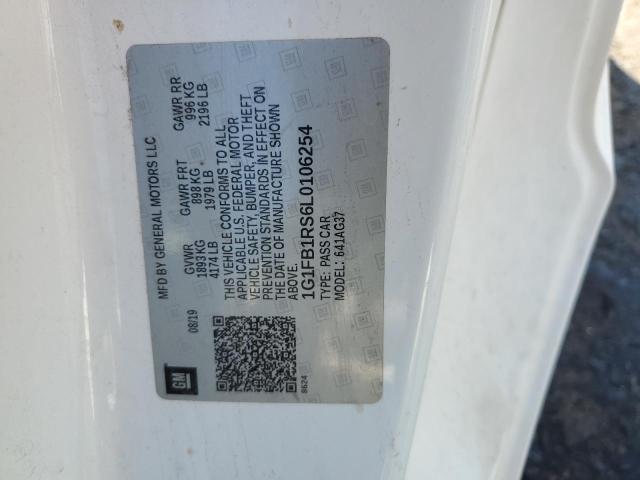 GM
08/19
MFD BY GENERAL MOTORS LLC
GVWR GAWR FRT GAWR RR
1893 KG 898 KG 996 KG
4174 LB 1979 LB 2196 LB
THIS VEHICLE CONFORMS TO ALL
APPLICABLE U.S. FEDERAL MOTOR
VEHICLE SAFETY, BUMPER, AND THEFT
PREVENTION STANDARDS IN EFFECT ON
THE DATE OF MANUFACTURE SHOWN
ABOVE.
1G1FB1RS6L0106254
TYPE: PASS CAR
MODEL: 641AG37
8624